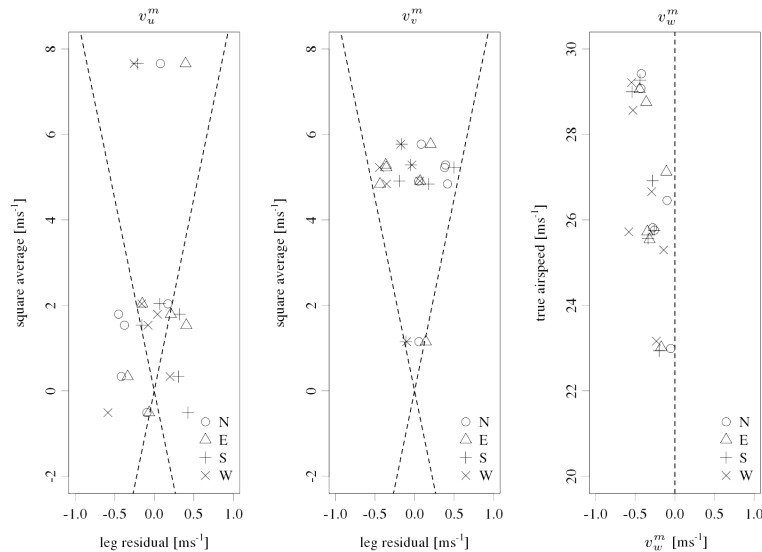 v_u^m
square average [ms⁻¹]
8
6
4
2
0
-2
-1.0 -0.5 0.0 0.5 1.0
leg residual [ms⁻¹]
N
E
S
W
v_v^m
square average [ms⁻¹]
8
6
4
2
0
-2
-1.0 -0.5 0.0 0.5 1.0
leg residual [ms⁻¹]
N
E
S
W
v_w^m
true airspeed [ms⁻¹]
30
28
26
24
22
20
-1.0 -0.5 0.0 0.5 1.0
v_w^m [ms⁻¹]
N
E
S
W